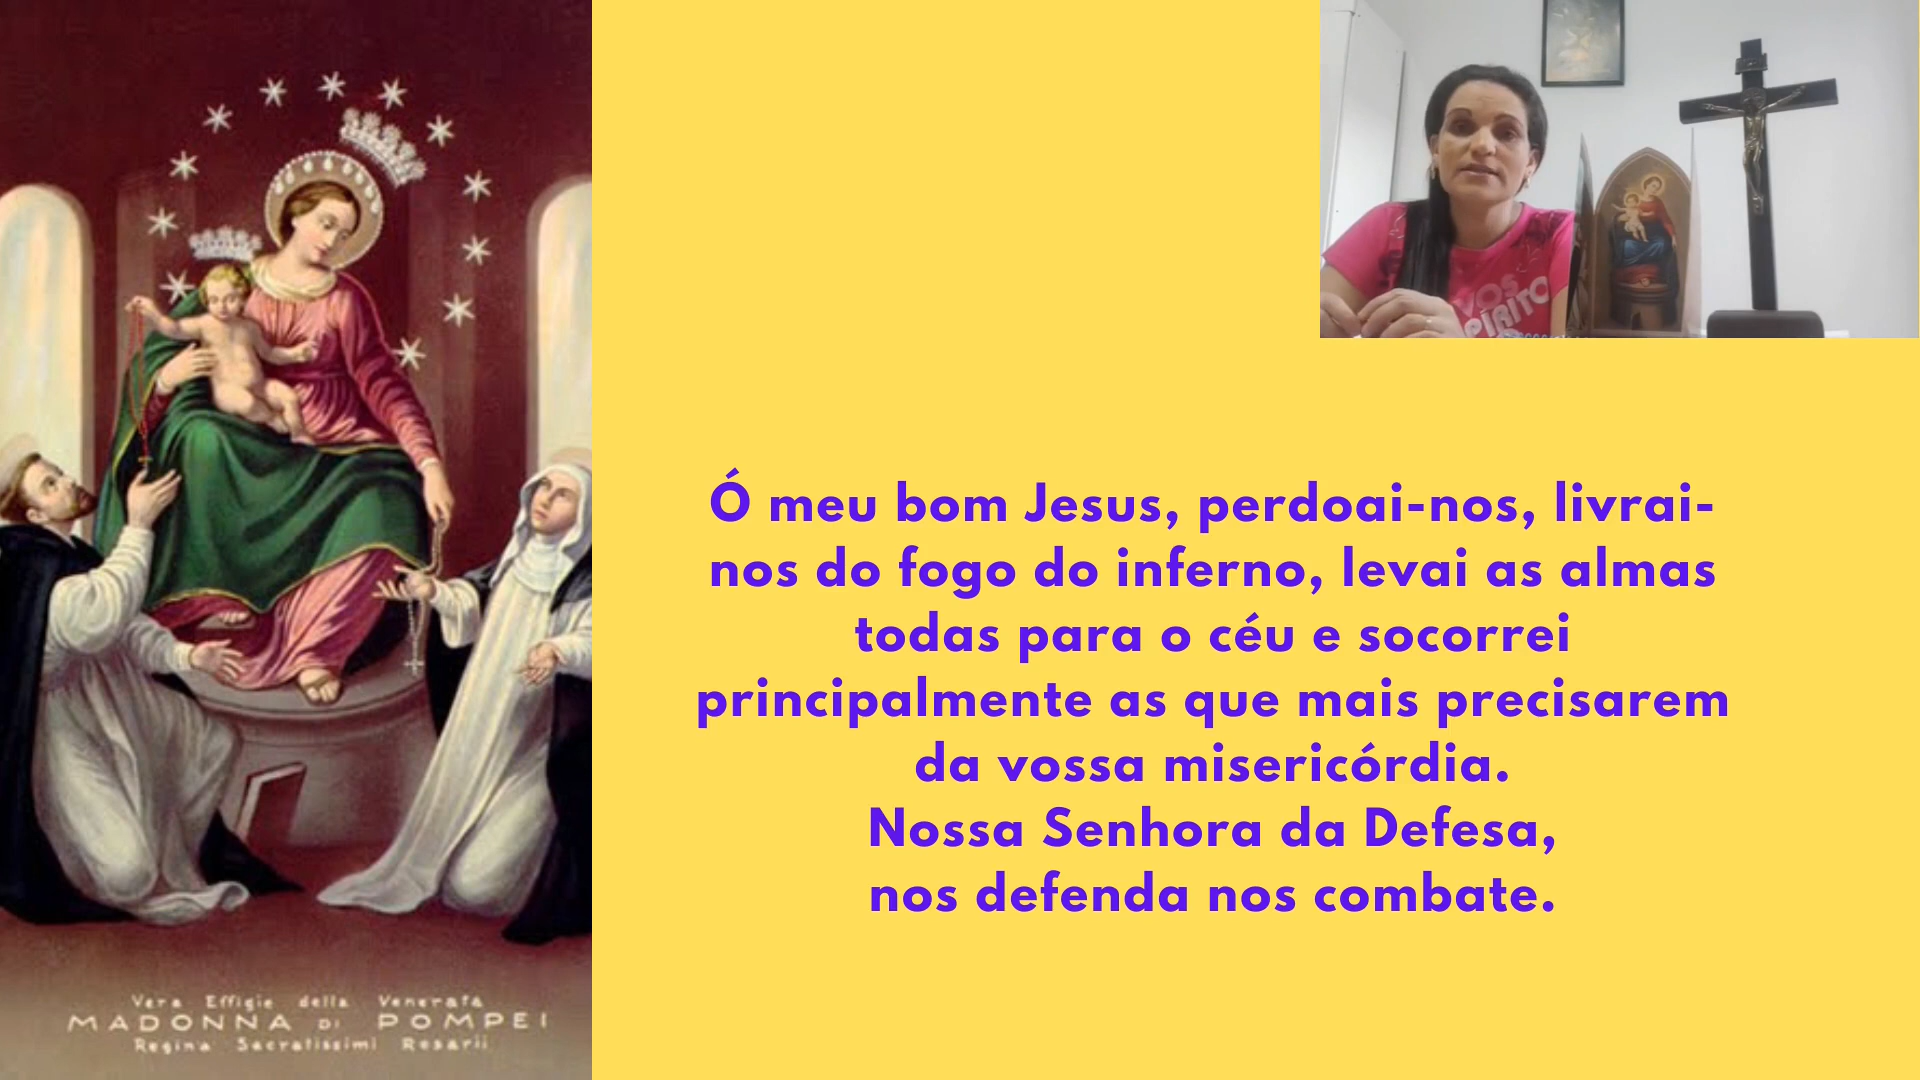 Ó meu bom Jesus, perdoai-nos, livrai-
nos do fogo do inferno, levai as almas
todas para o céu e socorrei
principalmente as que mais precisarem
da vossa misericórdia.
Nossa Senhora da Defesa,
nos defenda nos combate.
VOS
PÍRITO
Vera Effigie della Venerata
MADONNA DI POMPEI
Regina Sacratissimi Rosarii